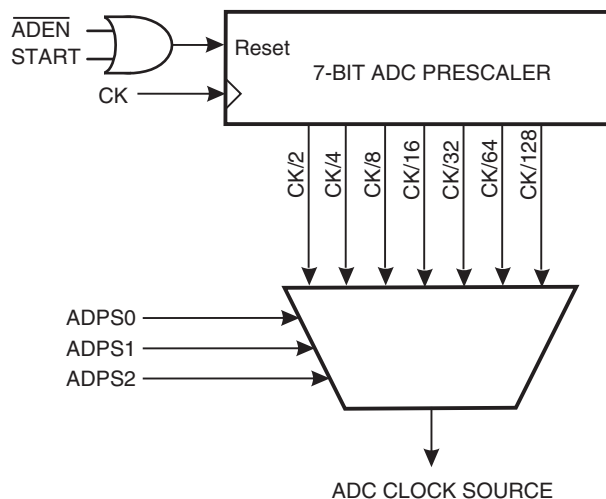 ADEN
START
Reset
CK
7-BIT ADC PRESCALER
CK/2
CK/4
CK/8
CK/16
CK/32
CK/64
CK/128
ADPS0
ADPS1
ADPS2
ADC CLOCK SOURCE